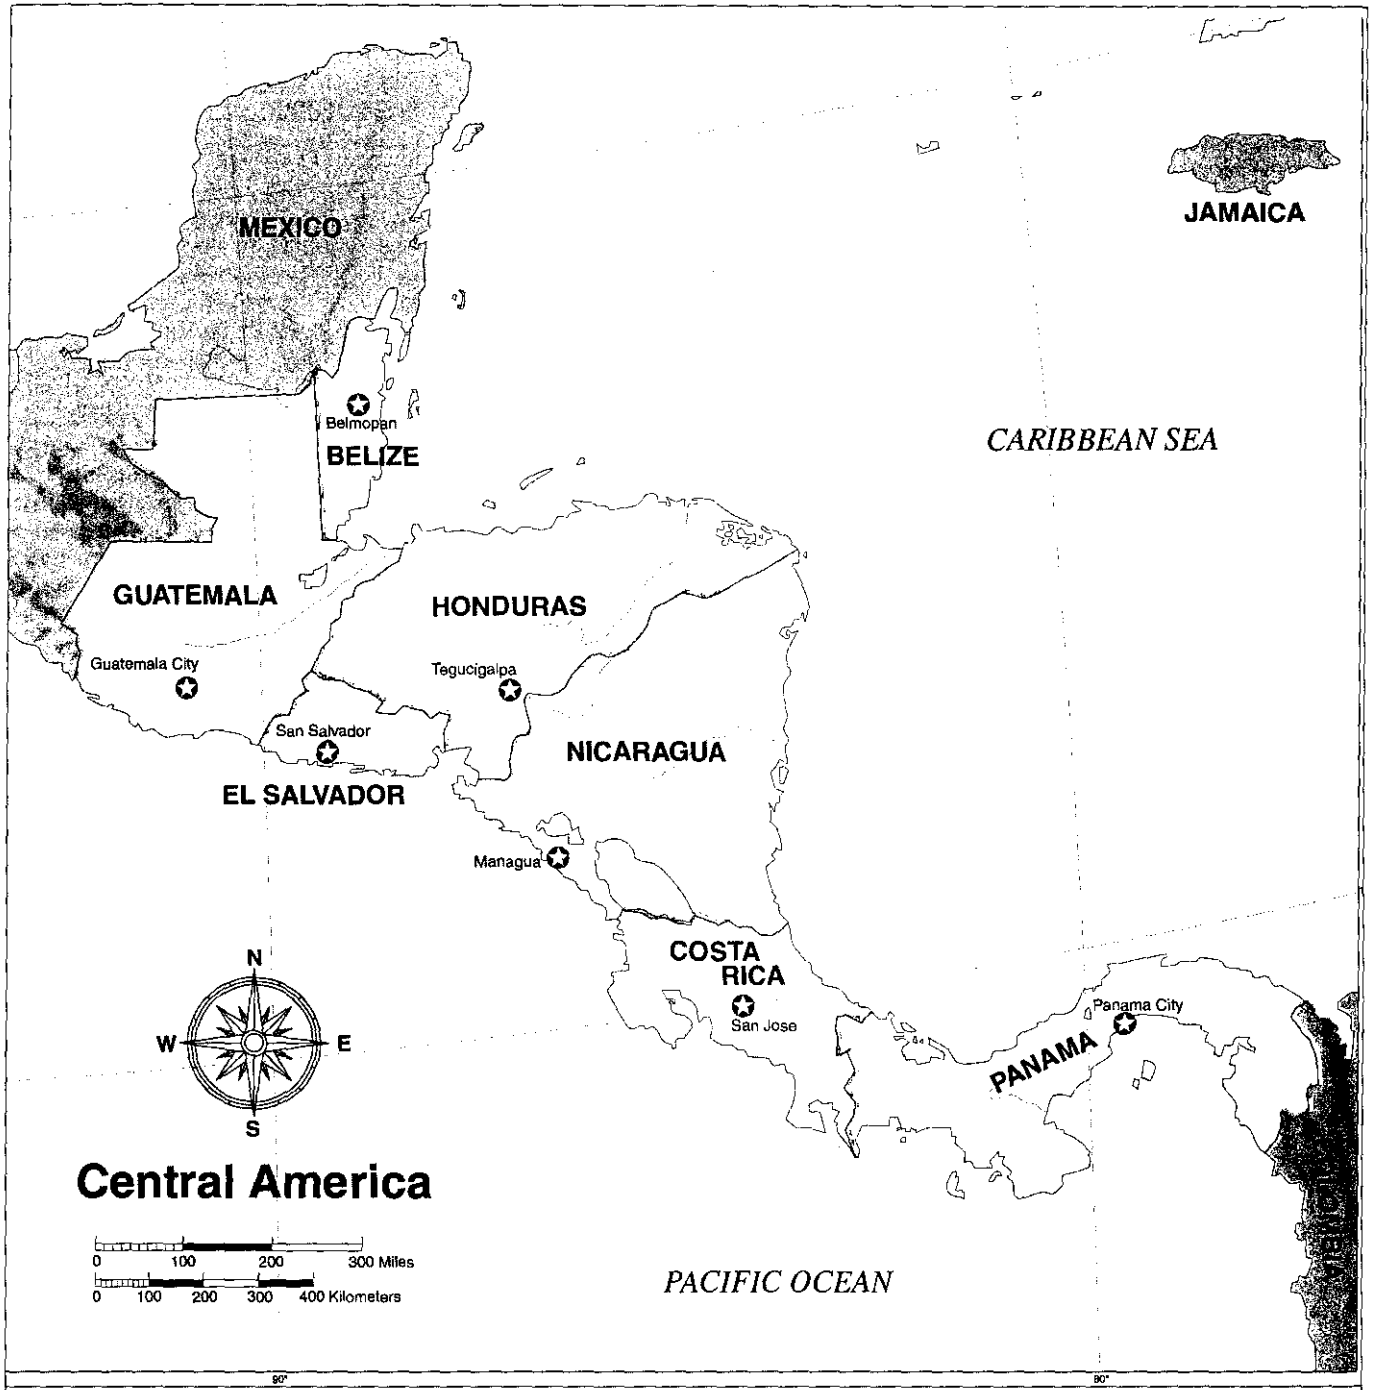 JAMAICA
MEXICO
CARIBBEAN SEA
Belmopan
BELIZE
GUATEMALA
HONDURAS
Guatemala City
Tegucigalpa
San Salvador
NICARAGUA
EL SALVADOR
Managua
COSTA
RICA
San Jose
Panama City
PANAMA
N
W
E
S
Central America
0 100 200 300 Miles
0 100 200 300 400 Kilometers
PACIFIC OCEAN
90°
80°